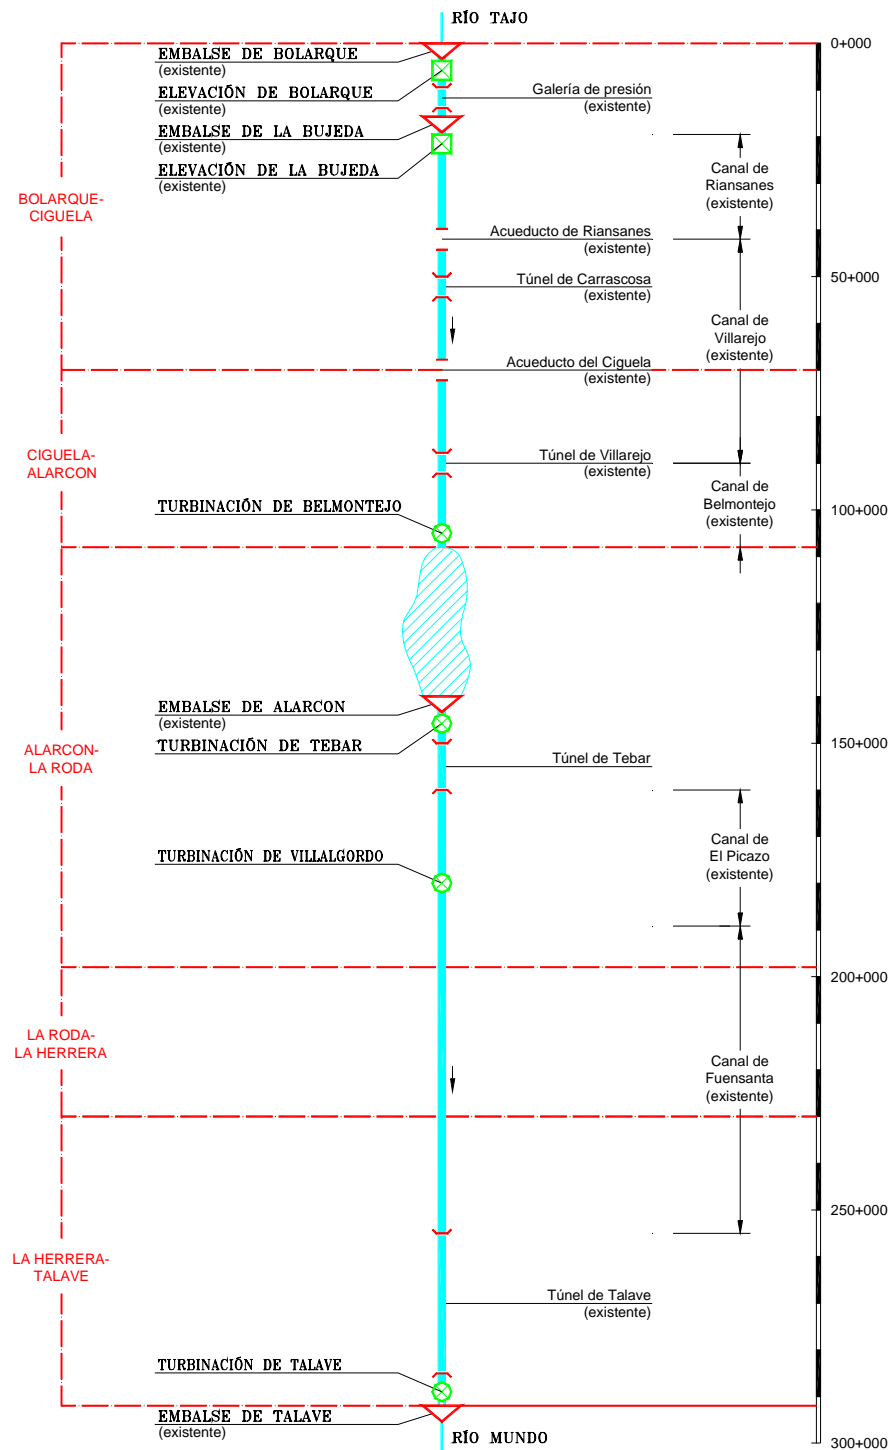 RÍO TAJO
0+000
EMBALSE DE BOLARQUE
(existente)
ELEVACIÓN DE BOLARQUE
(existente)
Galería de presión
(existente)
EMBALSE DE LA BUJEDA
(existente)
ELEVACIÓN DE LA BUJEDA
(existente)
Canal de
Riansanes
(existente)
BOLARQUE-
CIGUELA
Acueducto de Riansanes
(existente)
50+000
Túnel de Carrascosa
(existente)
Canal de
Villarejo
(existente)
Acueducto del Ciguela
(existente)
CIGUELA-
ALARCON
Túnel de Villarejo
(existente)
Canal de
Belmontejo
(existente)
TURBINACIÓN DE BELMONTEJO
100+000
EMBALSE DE ALARCON
(existente)
TURBINACIÓN DE TEBAR
150+000
ALARCON-
LA RODA
Túnel de Tebar
Canal de
El Picazo
(existente)
TURBINACIÓN DE VILLALGORDO
200+000
LA RODA-
LA HERRERA
Canal de
Fuensanta
(existente)
250+000
LA HERRERA-
TALAVE
Túnel de Talave
(existente)
TURBINACIÓN DE TALAVE
EMBALSE DE TALAVE
(existente)
RÍO MUNDO
300+000